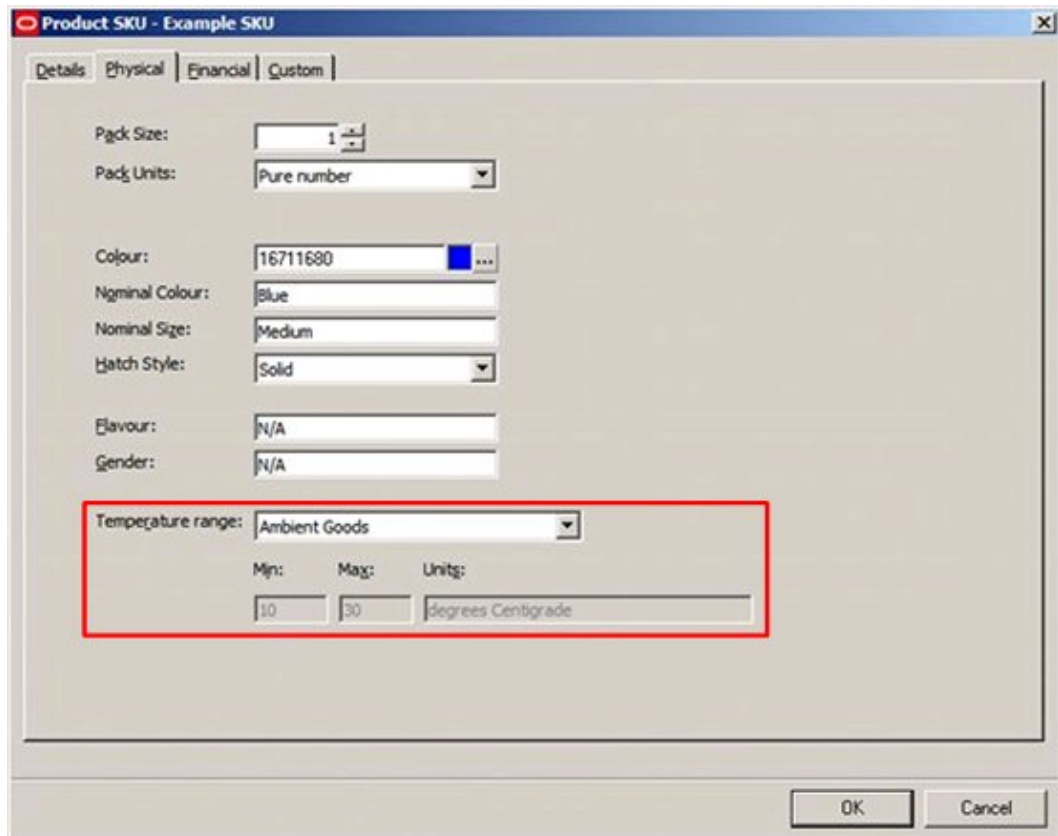 Product SKU - Example SKU
Details Physical Financial Custom
Pack Size: 1
Pack Units: Pure number
Colour: 16711680 ...
Nominal Colour: Blue
Nominal Size: Medium
Hatch Style: Solid
Flavour: N/A
Gender: N/A
Temperature range: Ambient Goods
Min: Max: Units:
10 30 degrees Centigrade
OK Cancel